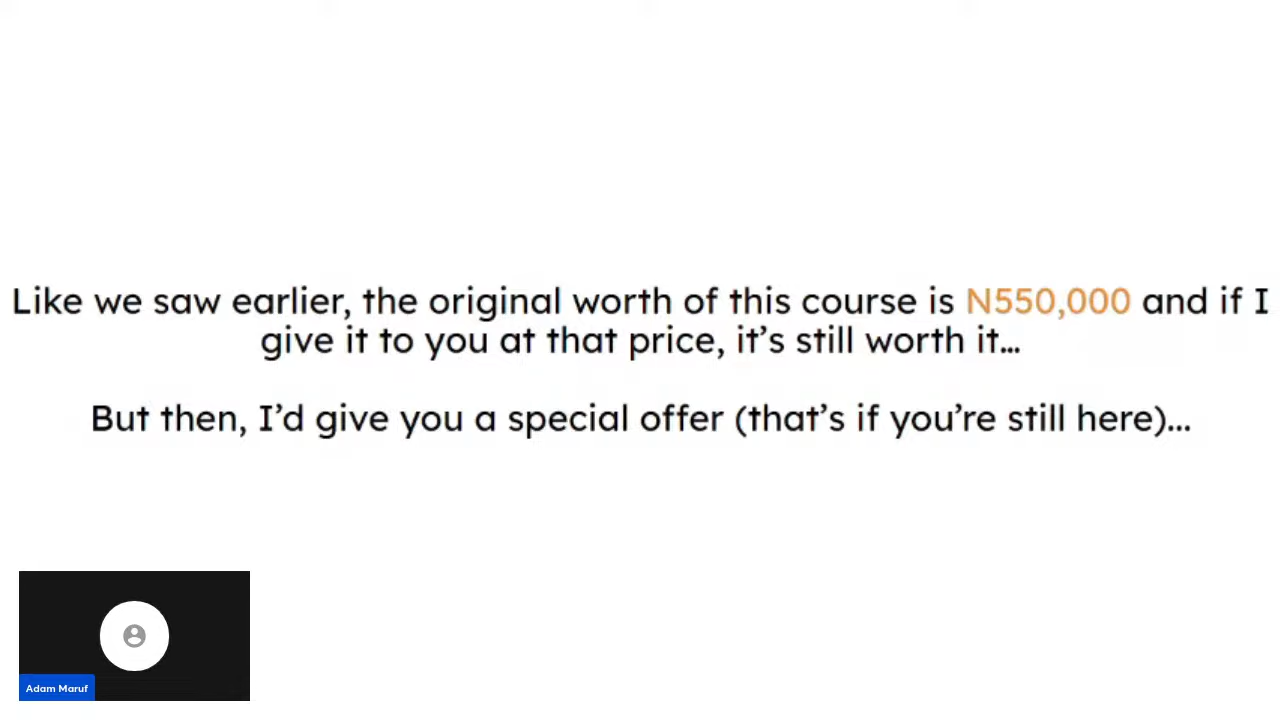 Like we saw earlier, the original worth of this course is N550,000 and if I
give it to you at that price, it's still worth it...
But then, I'd give you a special offer (that's if you're still here)...
Adam Maruf